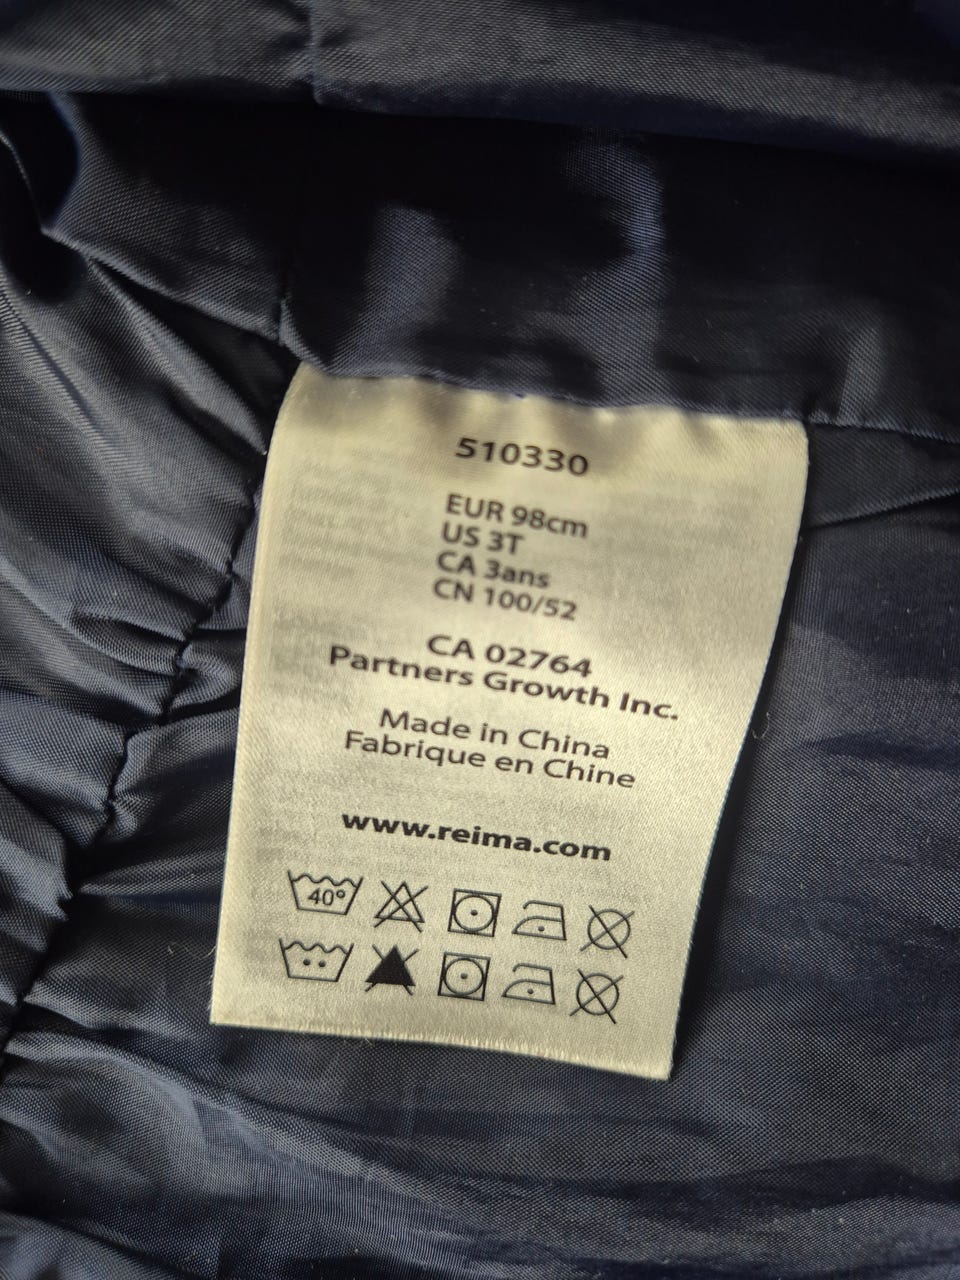 510330
EUR 98cm
US 3T
CA 3ans
CN 100/52
CA 02764
Partners Growth Inc.
Made in China
Fabrique en Chine
www.reima.com
40°